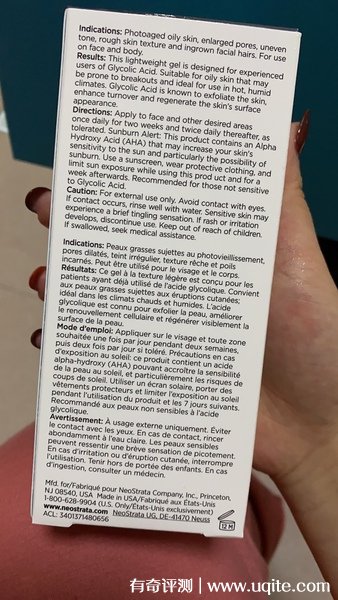 Indications: Photoaged oily skin, enlarged pores, uneven
tone, rough skin texture and ingrown facial hairs. For use
on face and body.
Results: This lightweight gel is designed for experienced
users of Glycolic Acid. Suitable for oily skin that may
be prone to breakouts and ideal for use in hot, humid
climates. Glycolic Acid is known to exfoliate the skin,
enhance turnover and regenerate the skin's surface
appearance.
Directions: Apply to face and other desired areas
once daily for two weeks and twice daily thereafter, as
tolerated. Sunburn Alert: This product contains an Alpha
Hydroxy Acid (AHA) that may increase your skin's
sensitivity to the sun and particularly the possibility of
sunburn. Use a sunscreen, wear protective clothing, and
limit sun exposure while using this product and for a
week afterwards. Recommended for those not sensitive
to Glycolic Acid.
Caution: For external use only. Avoid contact with eyes.
If contact occurs, rinse well with water. Sensitive skin may
experience a brief tingling sensation. If rash or irritation
develops, discontinue use. Keep out of reach of children.
If swallowed, seek medical assistance.
Indications: Peaux grasses sujettes au photovieillissement,
pores dilatés, teint irrégulier, texture rêche et poils
incarnés. Peut être utilisé pour le visage et le corps.
Résultats: Ce gel à la texture légère est conçu pour les
patients ayant déjà utilisé de l'acide glycolique. Convient
aux peaux grasses sujettes aux éruptions cutanées;
idéal dans les climats chauds et humides. L'acide
glycolique est connu pour exfolier la peau, améliorer
le renouvellement cellulaire et régénérer visiblement la
surface de la peau.
Mode d'emploi: Appliquer sur le visage et toute zone
souhaitée une fois par jour pendant deux semaines,
puis deux fois par jour si toléré. Précautions en cas
d'exposition au soleil: ce produit contient un acide
alpha-hydroxy (AHA) pouvant accroître la sensibilité
de la peau au soleil, et particulièrement les risques de
coups de soleil. Utiliser un écran solaire, porter des
vêtements protecteurs et limiter l'exposition au soleil
pendant l'utilisation du produit et les 7 jours suivants.
Recommandé aux peaux non sensibles à l'acide
glycolique.
Avertissement: À usage externe uniquement. Éviter
le contact avec les yeux. En cas de contact, rincer
abondamment à l'eau claire. Les peaux sensibles
peuvent ressentir une brève sensation de picotement.
En cas d'irritation ou d'éruption cutanée, interrompre
l'utilisation. Tenir hors de portée des enfants. En cas
d'ingestion, consulter un médecin.
Mfd. for/Fabriqué pour NeoStrata Company, Inc., Princeton,
NJ 08540, USA Made in USA/Fabriqué aux États-Unis
1-800-628-9904 (U.S. Only/États-Unis exclusivement)
www.neostrata.com NeoStrata UG, DE-41470 Neuss
ACL: 3401371480656
12 M
有奇评测 | www.uqite.com